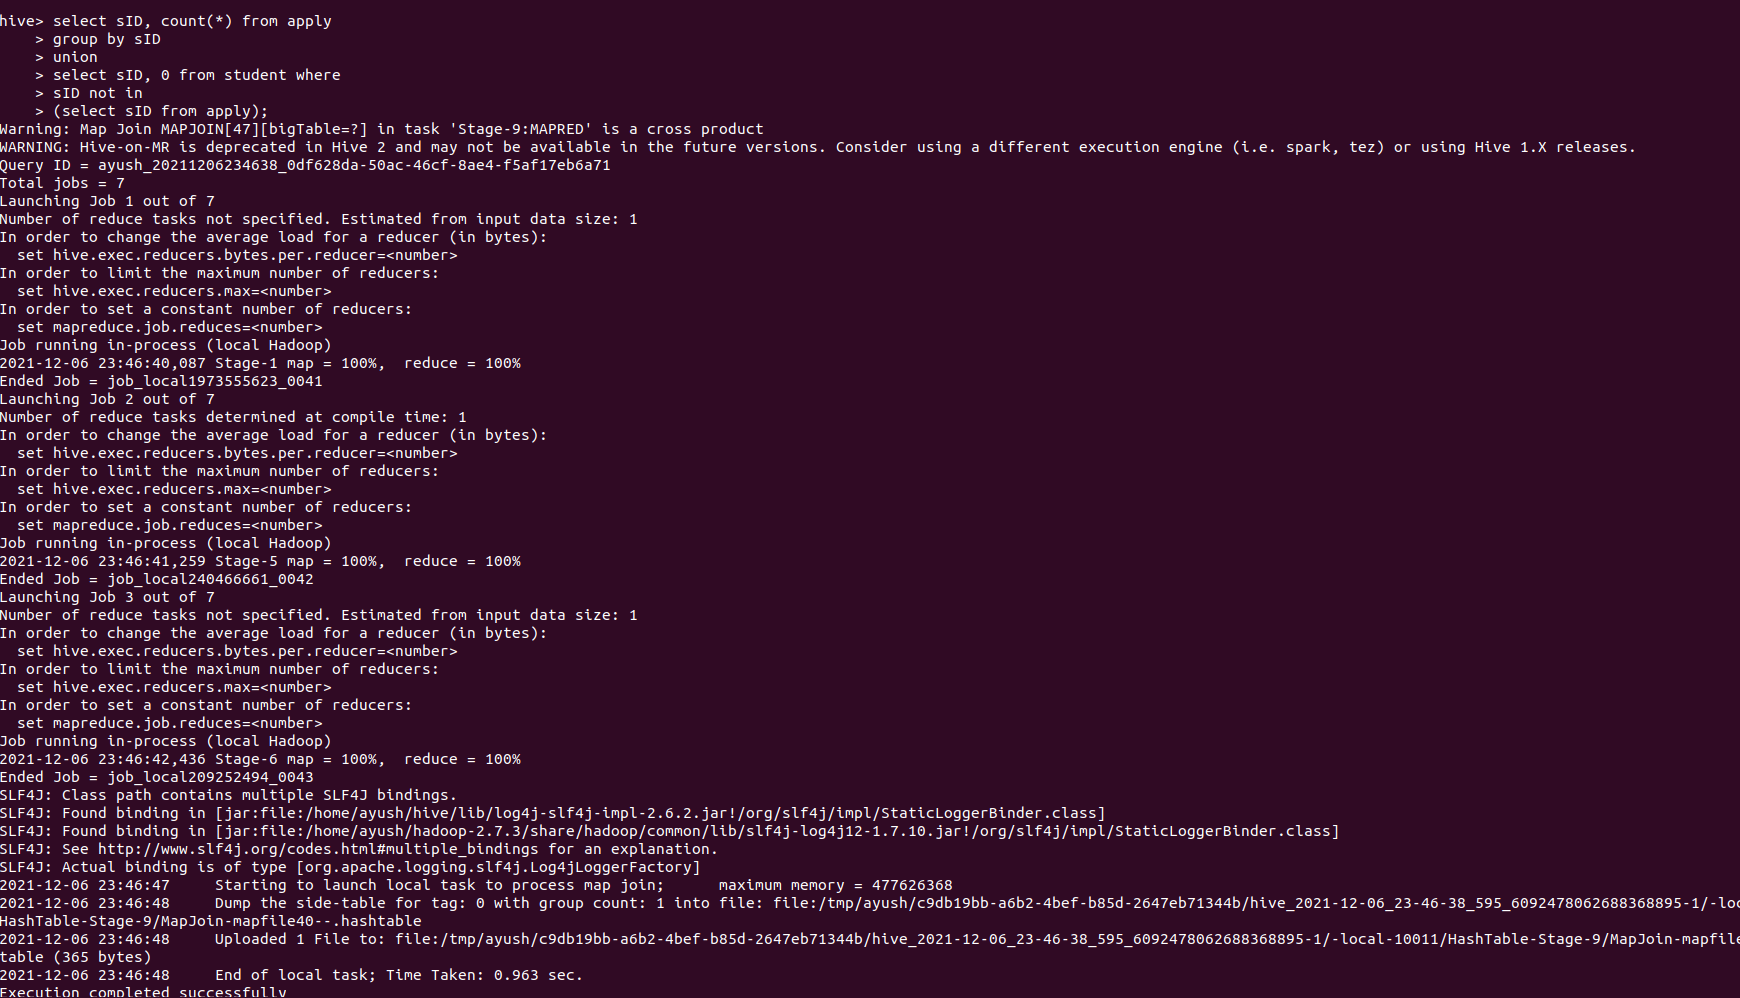 hive> select sID, count(*) from apply
    > group by sID
    > union
    > select sID, 0 from student where
    > sID not in
    > (select sID from apply);
Warning: Map Join MAPJOIN[47][bigTable=?] in task 'Stage-9:MAPRED' is a cross product
WARNING: Hive-on-MR is deprecated in Hive 2 and may not be available in the future versions. Consider using a different execution engine (i.e. spark, tez) or using Hive 1.X releases.
Query ID = ayush_20211206234638_0df628da-50ac-46cf-8ae4-f5af17eb6a71
Total jobs = 7
Launching Job 1 out of 7
Number of reduce tasks not specified. Estimated from input data size: 1
In order to change the average load for a reducer (in bytes):
  set hive.exec.reducers.bytes.per.reducer=<number>
In order to limit the maximum number of reducers:
  set hive.exec.reducers.max=<number>
In order to set a constant number of reducers:
  set mapreduce.job.reduces=<number>
Job running in-process (local Hadoop)
2021-12-06 23:46:40,087 Stage-1 map = 100%,  reduce = 100%
Ended Job = job_local1973555623_0041
Launching Job 2 out of 7
Number of reduce tasks determined at compile time: 1
In order to change the average load for a reducer (in bytes):
  set hive.exec.reducers.bytes.per.reducer=<number>
In order to limit the maximum number of reducers:
  set hive.exec.reducers.max=<number>
In order to set a constant number of reducers:
  set mapreduce.job.reduces=<number>
Job running in-process (local Hadoop)
2021-12-06 23:46:41,259 Stage-5 map = 100%,  reduce = 100%
Ended Job = job_local240466661_0042
Launching Job 3 out of 7
Number of reduce tasks not specified. Estimated from input data size: 1
In order to change the average load for a reducer (in bytes):
  set hive.exec.reducers.bytes.per.reducer=<number>
In order to limit the maximum number of reducers:
  set hive.exec.reducers.max=<number>
In order to set a constant number of reducers:
  set mapreduce.job.reduces=<number>
Job running in-process (local Hadoop)
2021-12-06 23:46:42,436 Stage-6 map = 100%,  reduce = 100%
Ended Job = job_local209252494_0043
SLF4J: Class path contains multiple SLF4J bindings.
SLF4J: Found binding in [jar:file:/home/ayush/hive/lib/log4j-slf4j-impl-2.6.2.jar!/org/slf4j/impl/StaticLoggerBinder.class]
SLF4J: Found binding in [jar:file:/home/ayush/hadoop-2.7.3/share/hadoop/common/lib/slf4j-log4j12-1.7.10.jar!/org/slf4j/impl/StaticLoggerBinder.class]
SLF4J: See http://www.slf4j.org/codes.html#multiple_bindings for an explanation.
SLF4J: Actual binding is of type [org.apache.logging.slf4j.Log4jLoggerFactory]
2021-12-06 23:46:47     Starting to launch local task to process map join;      maximum memory = 477626368
2021-12-06 23:46:48     Dump the side-table for tag: 0 with group count: 1 into file: file:/tmp/ayush/c9db19bb-a6b2-4bef-b85d-2647eb71344b/hive_2021-12-06_23-46-38_595_6092478062688368895-1/-loc
HashTable-Stage-9/MapJoin-mapfile40--.hashtable
2021-12-06 23:46:48     Uploaded 1 File to: file:/tmp/ayush/c9db19bb-a6b2-4bef-b85d-2647eb71344b/hive_2021-12-06_23-46-38_595_6092478062688368895-1/-local-10011/HashTable-Stage-9/MapJoin-mapfile
table (365 bytes)
2021-12-06 23:46:48     End of local task; Time Taken: 0.963 sec.
Execution completed successfully